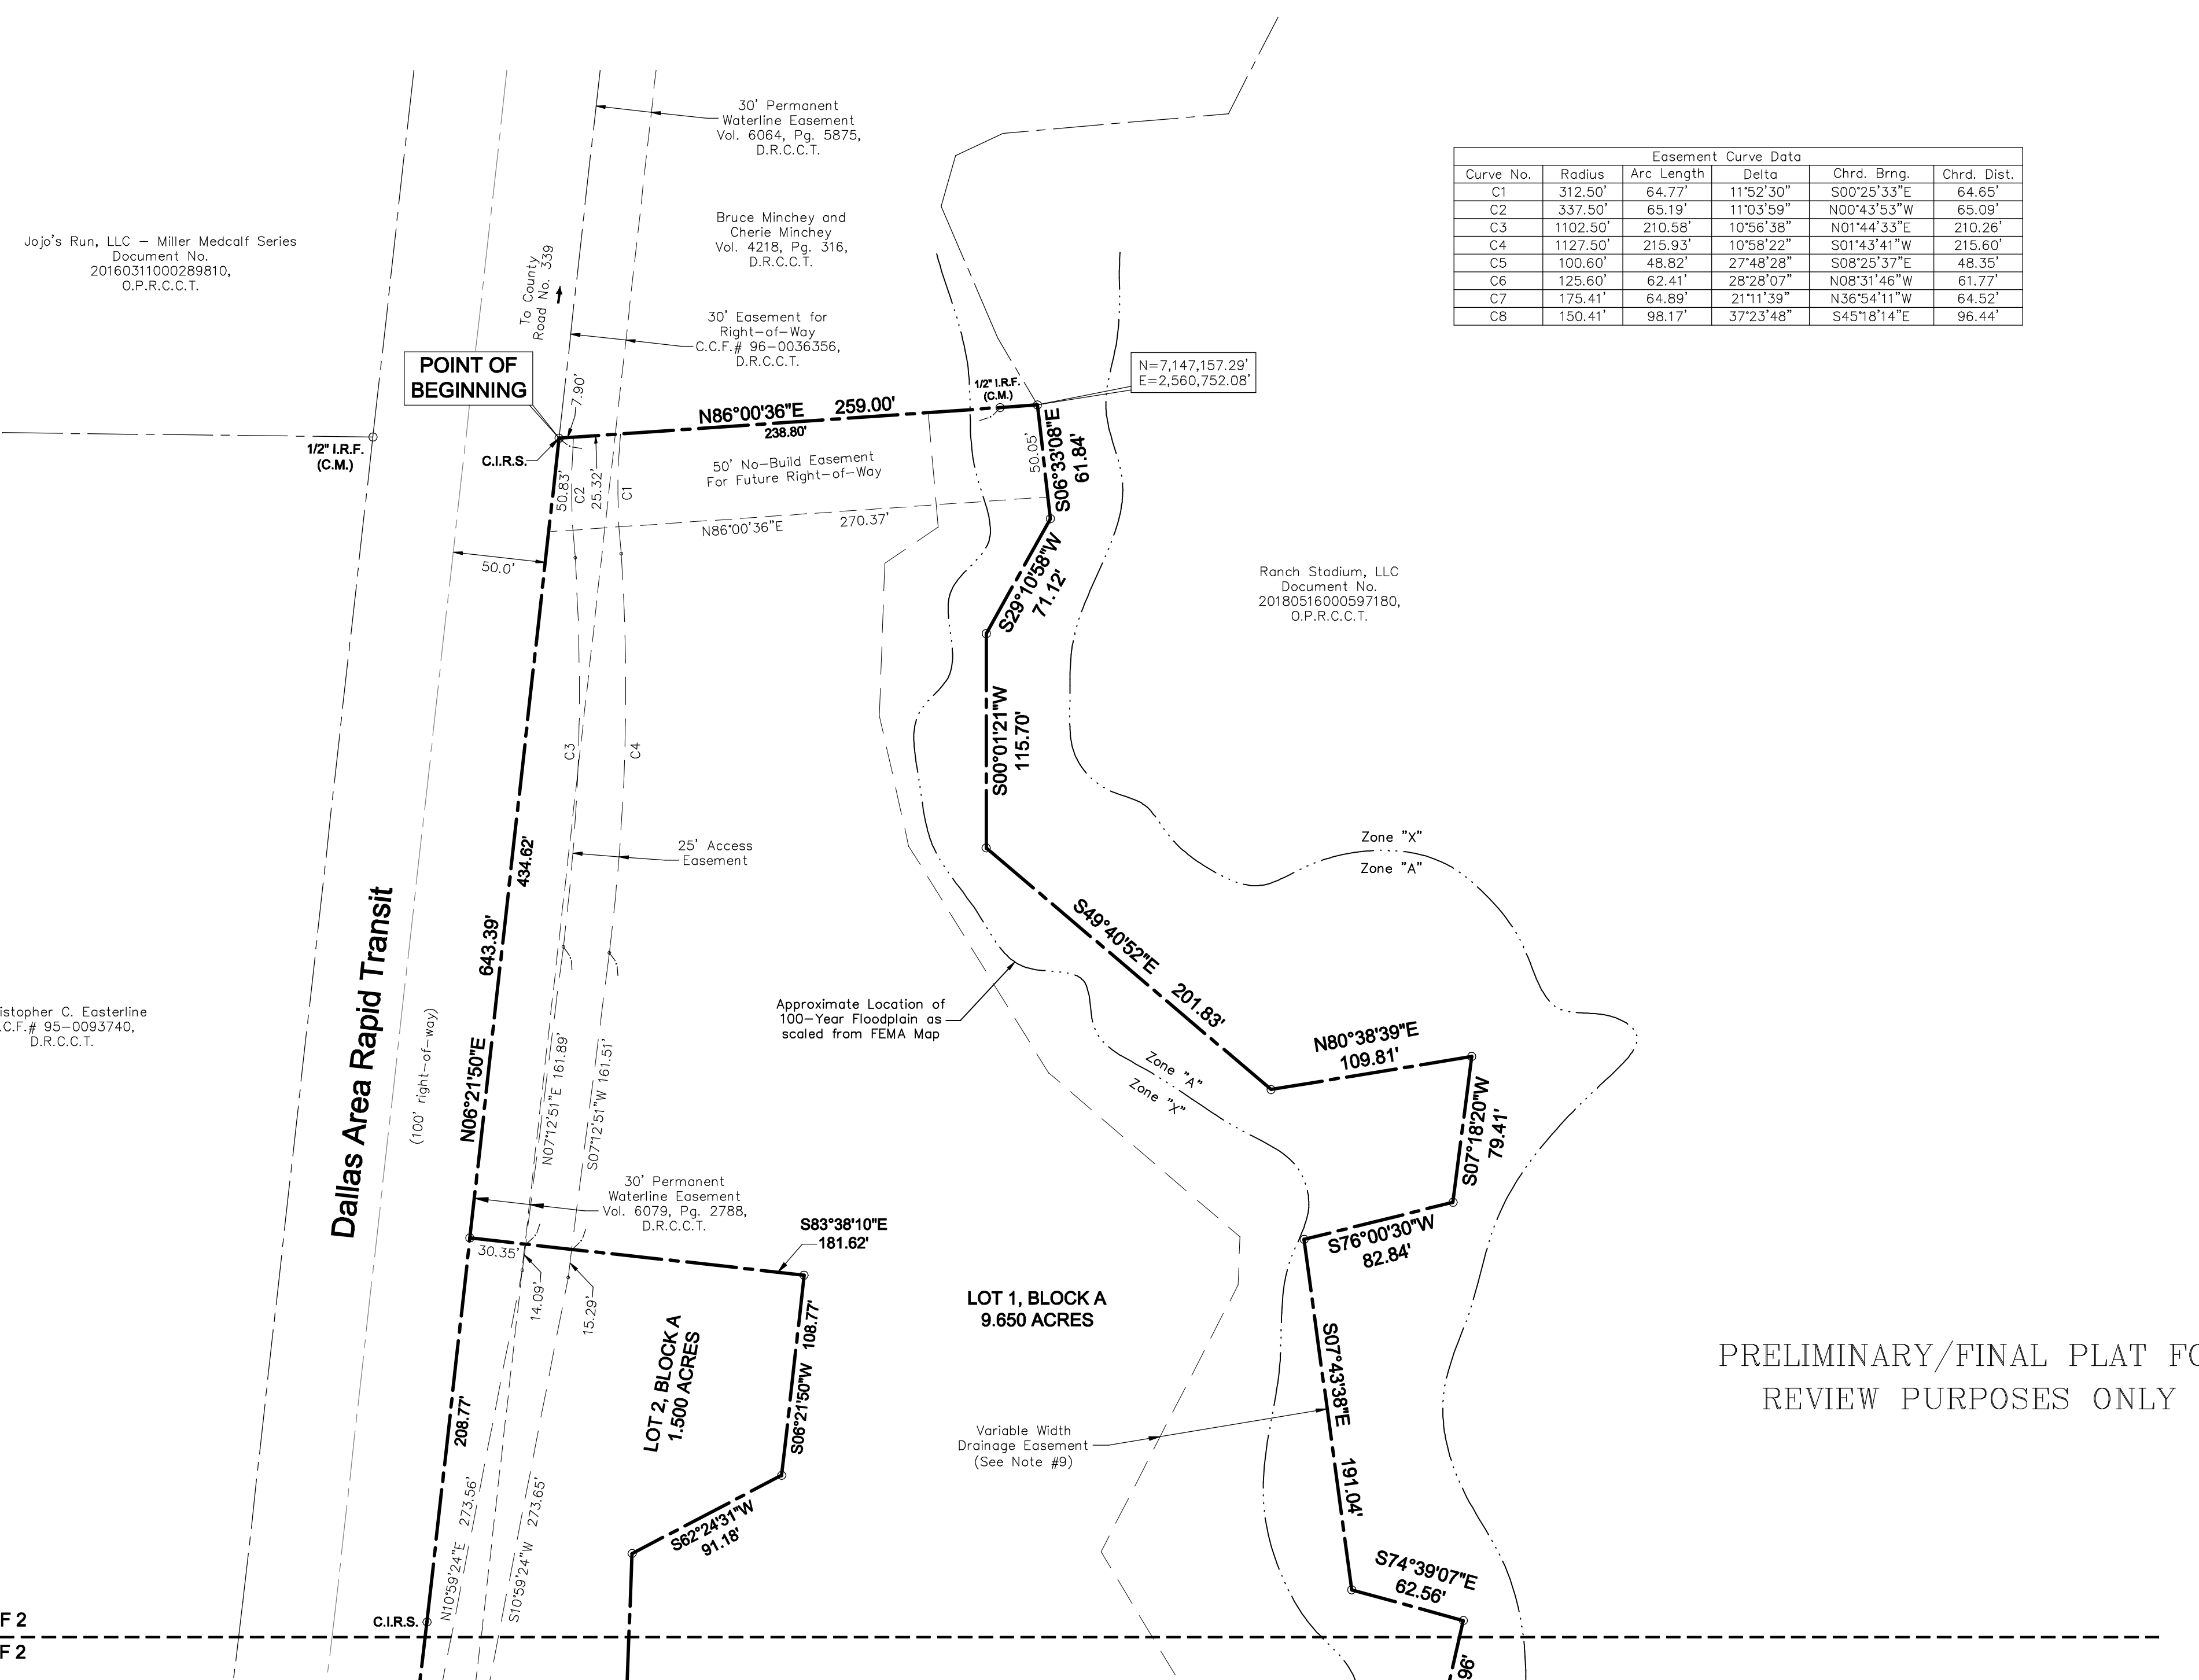 30' Permanent
Waterline Easement
Vol. 6064, Pg. 5875,
D.R.C.C.T.
Easement Curve Data
Curve No. Radius Arc Length Delta Chrd. Brng. Chrd. Dist.
C1 312.50' 64.77' 11°52'30" S00°25'33"E 64.65'
C2 337.50' 65.19' 11°03'59" N00°43'53"W 65.09'
C3 1102.50' 210.58' 10°56'38" N01°44'33"E 210.26'
C4 1127.50' 215.93' 10°58'22" S01°43'41"W 215.60'
C5 100.60' 48.82' 27°48'28" S08°25'37"E 48.35'
C6 125.60' 62.41' 28°28'07" N08°31'46"W 61.77'
C7 175.41' 64.89' 21°11'39" N36°54'11"W 64.52'
C8 150.41' 98.17' 37°23'48" S45°18'14"E 96.44'
Jojo's Run, LLC – Miller Medcalf Series
Document No.
20160311000289810,
O.P.R.C.C.T.
Bruce Minchey and
Cherie Minchey
Vol. 4218, Pg. 316,
D.R.C.C.T.
To County
Road No. 339
30' Easement for
Right-of-Way
C.C.F.# 96-0036356,
D.R.C.C.T.
POINT OF
BEGINNING
7.90'
N=7,147,157.29'
E=2,560,752.08'
1/2" I.R.F.
(C.M.)
N86°00'36"E 259.00'
238.80'
1/2" I.R.F.
(C.M.)
C.I.R.S.
50' No-Build Easement
For Future Right-of-Way
50.05'
S06°33'08"E
61.84'
50.83'
C2
25.32'
C1
N86°00'36"E 270.37'
50.0'
S29°10'58"W
71.12'
Ranch Stadium, LLC
Document No.
20180516000597180,
O.P.R.C.C.T.
S00°01'21"W
115.70'
C3
C4
25' Access
Easement
434.62'
643.39'
N06°21'50"E
Zone "X"
Zone "A"
S49°40'52"E 201.83'
Dallas Area Rapid Transit
(100' right-of-way)
istopher C. Easterline
.C.F.# 95-0093740,
D.R.C.C.T.
Approximate Location of
100-Year Floodplain as
scaled from FEMA Map
N80°38'39"E
109.81'
Zone "A"
Zone "X"
N07°12'51"E 161.89'
S07°12'51"W 161.51'
S07°18'20"W
79.41'
30' Permanent
Waterline Easement
Vol. 6079, Pg. 2788,
D.R.C.C.T.
S83°38'10"E
181.62'
30.35'
S76°00'30"W
82.84'
14.09'
15.29'
LOT 1, BLOCK A
9.650 ACRES
LOT 2, BLOCK A
1.500 ACRES
S06°21'50"W 108.77'
S07°43'38"E 191.04'
PRELIMINARY/FINAL PLAT FO
REVIEW PURPOSES ONLY
208.77'
Variable Width
Drainage Easement
(See Note #9)
S62°24'31"W
91.18'
N10°59'24"E 273.56'
S10°59'24"W 273.65'
S74°39'07"E
62.56'
C.I.R.S.
F 2
F 2
96'